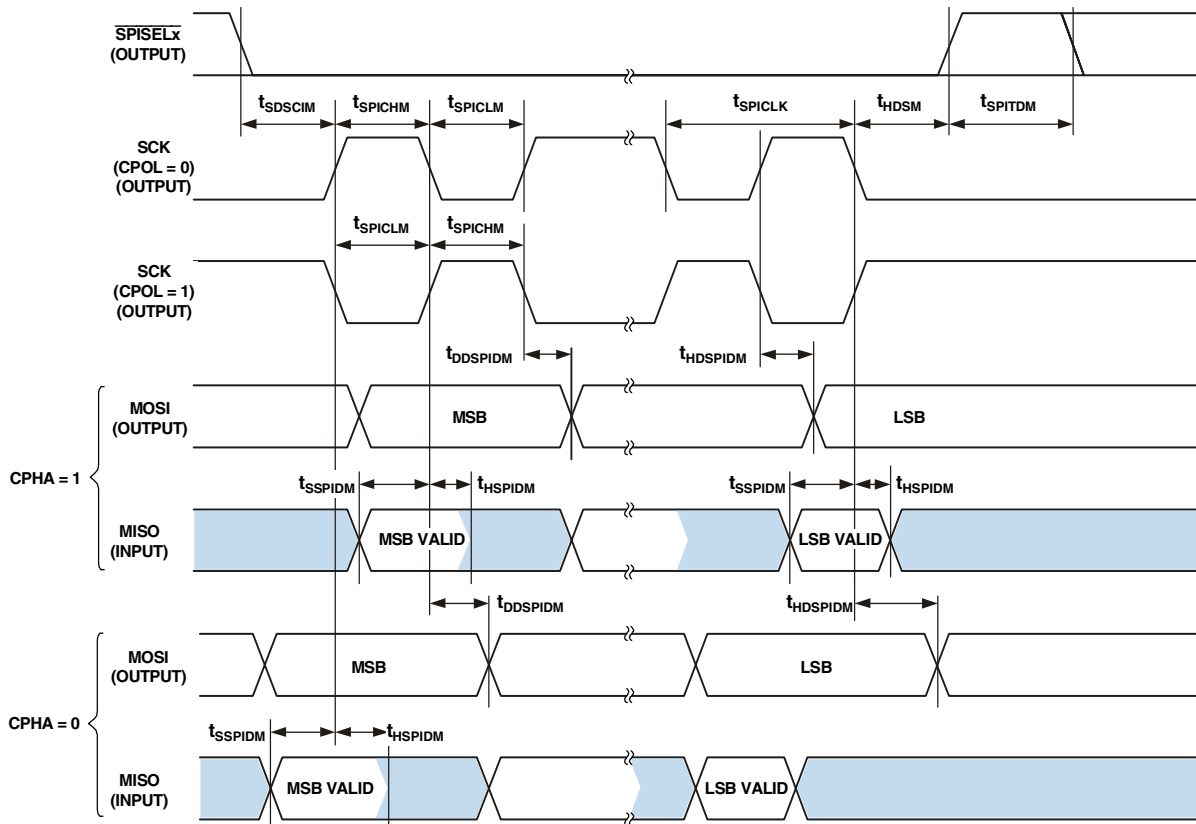 SPISELx
(OUTPUT)
tSDSCIM tSPICHM tSPICLM tSPICLK tHDSM tSPITDM
SCK
(CPOL = 0)
(OUTPUT)
tSPICLM tSPICHM
SCK
(CPOL = 1)
(OUTPUT)
tDDSPIDM tHDSPIDM
CPHA = 1
MOSI
(OUTPUT)
MSB LSB
tSSPIDM tHSPIDM tSSPIDM tHSPIDM
MISO
(INPUT)
MSB VALID LSB VALID
tDDSPIDM tHDSPIDM
CPHA = 0
MOSI
(OUTPUT)
MSB LSB
tSSPIDM tHSPIDM
MISO
(INPUT)
MSB VALID LSB VALID